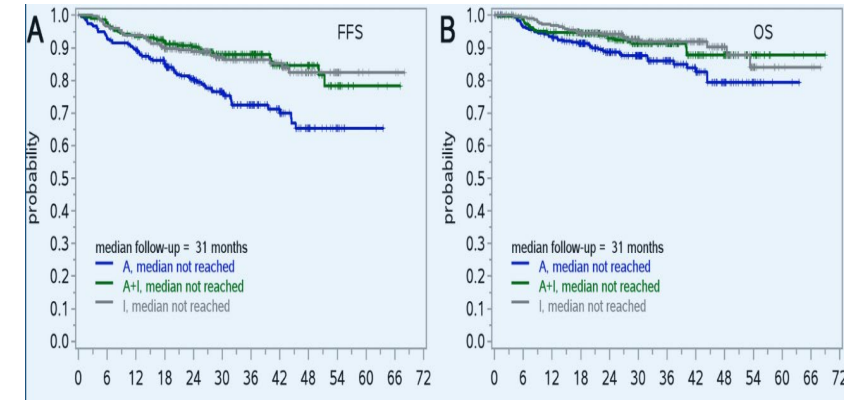 A
FFS
1.0
0.9
0.8
0.7
0.6
0.5
0.4
0.3
0.2
0.1
0.0
probability
median follow-up = 31 months
A, median not reached
A+I, median not reached
I, median not reached
0 6 12 18 24 30 36 42 48 54 60 66 72
B
OS
1.0
0.9
0.8
0.7
0.6
0.5
0.4
0.3
0.2
0.1
0.0
probability
median follow-up = 31 months
A, median not reached
A+I, median not reached
I, median not reached
0 6 12 18 24 30 36 42 48 54 60 66 72